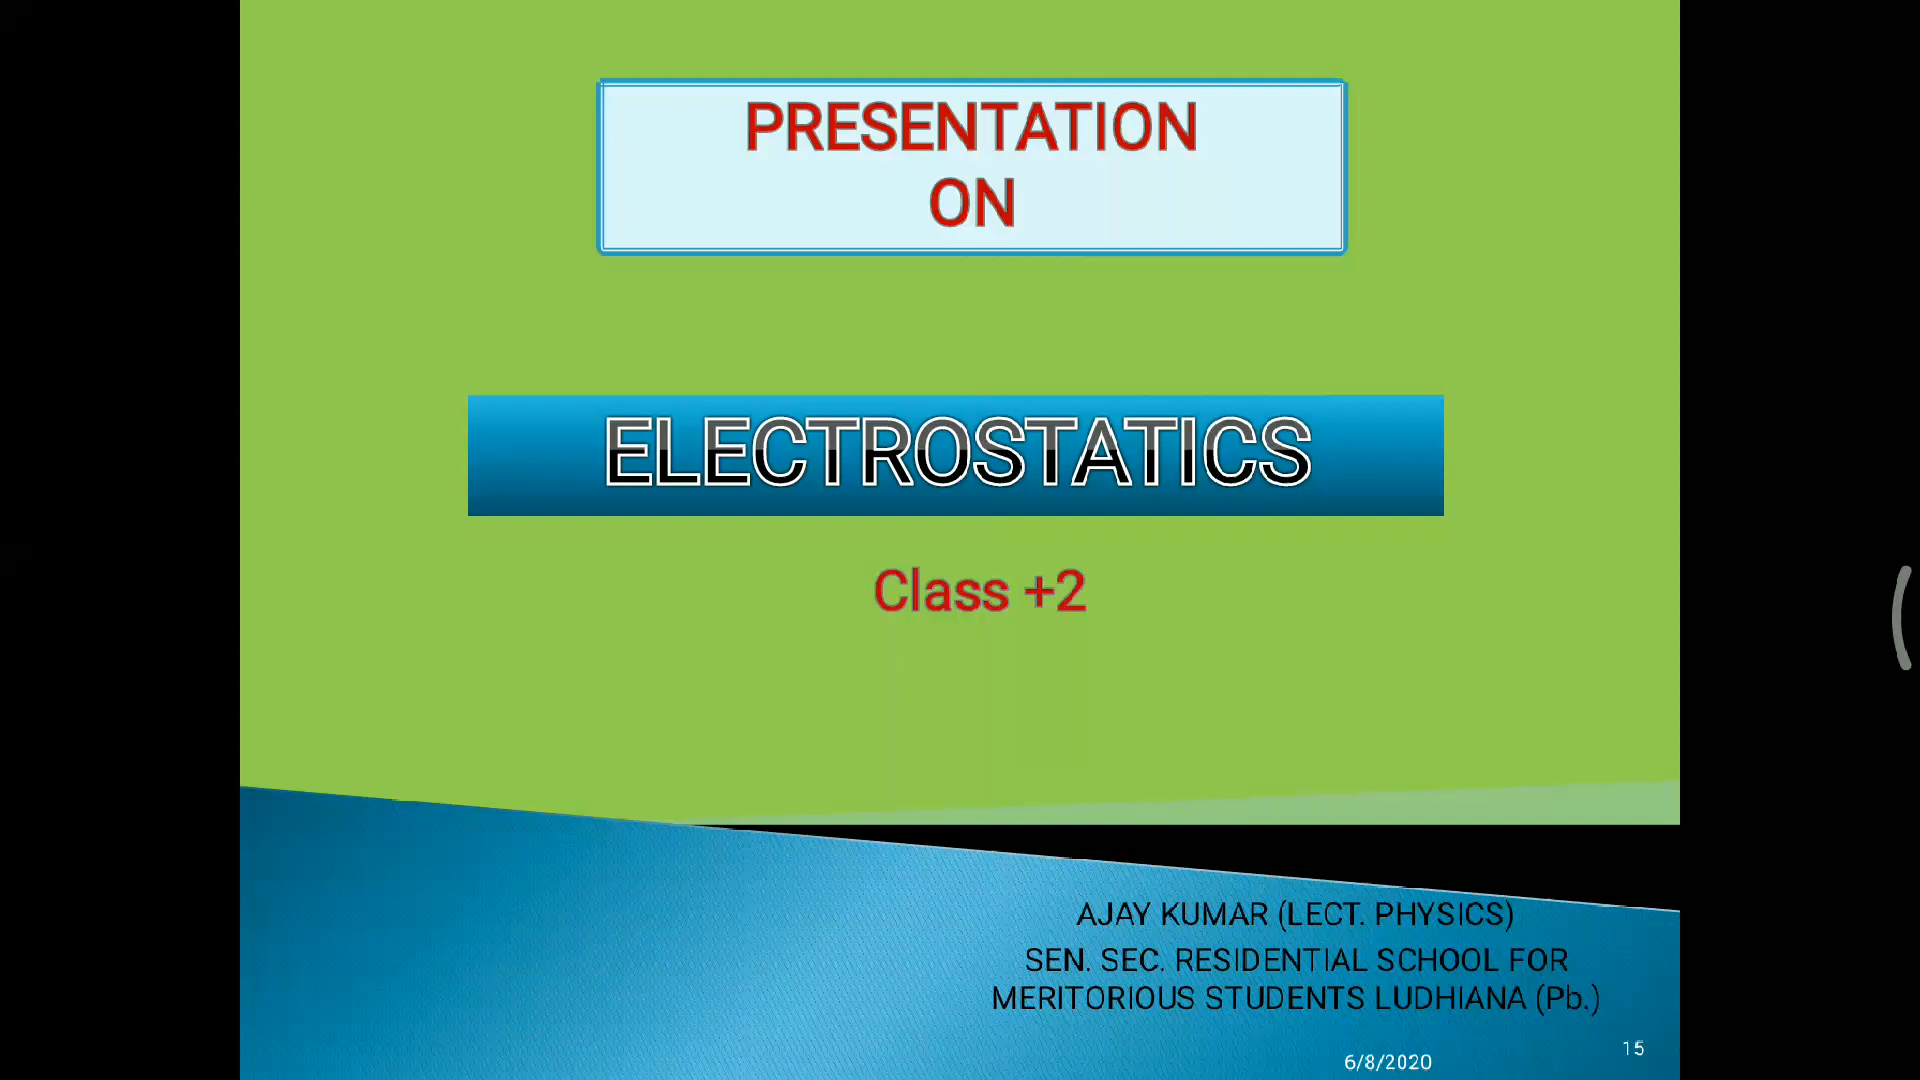 PRESENTATION
ON
ELECTROSTATICS
Class +2
AJAY KUMAR (LECT. PHYSICS)
SEN. SEC. RESIDENTIAL SCHOOL FOR
MERITORIOUS STUDENTS LUDHIANA (Pb.)
15
6/8/2020